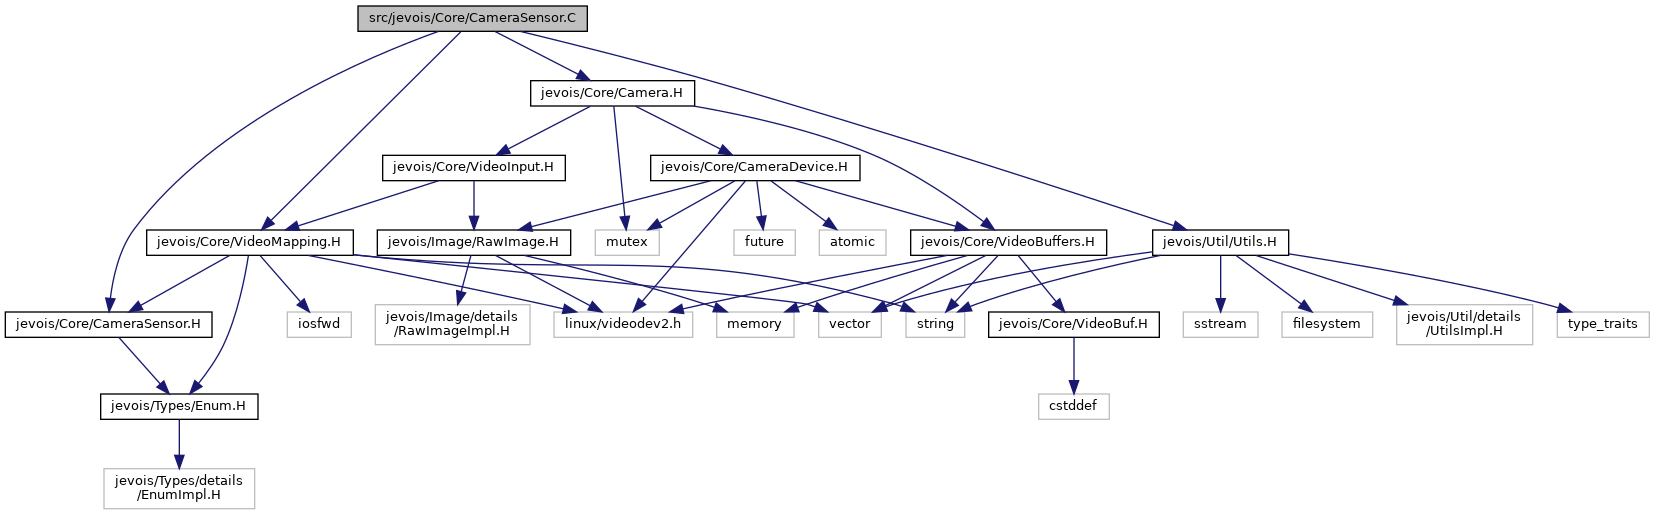 src/jevois/Core/CameraSensor.C
jevois/Core/Camera.H
jevois/Core/VideoInput.H
jevois/Core/CameraDevice.H
jevois/Core/VideoMapping.H
jevois/Image/RawImage.H
mutex
future
atomic
jevois/Core/VideoBuffers.H
jevois/Util/Utils.H
jevois/Core/CameraSensor.H
iosfwd
jevois/Image/details
/RawImageImpl.H
linux/videodev2.h
memory
vector
string
jevois/Core/VideoBuf.H
sstream
filesystem
jevois/Util/details
/UtilsImpl.H
type_traits
jevois/Types/Enum.H
cstddef
jevois/Types/details
/EnumImpl.H